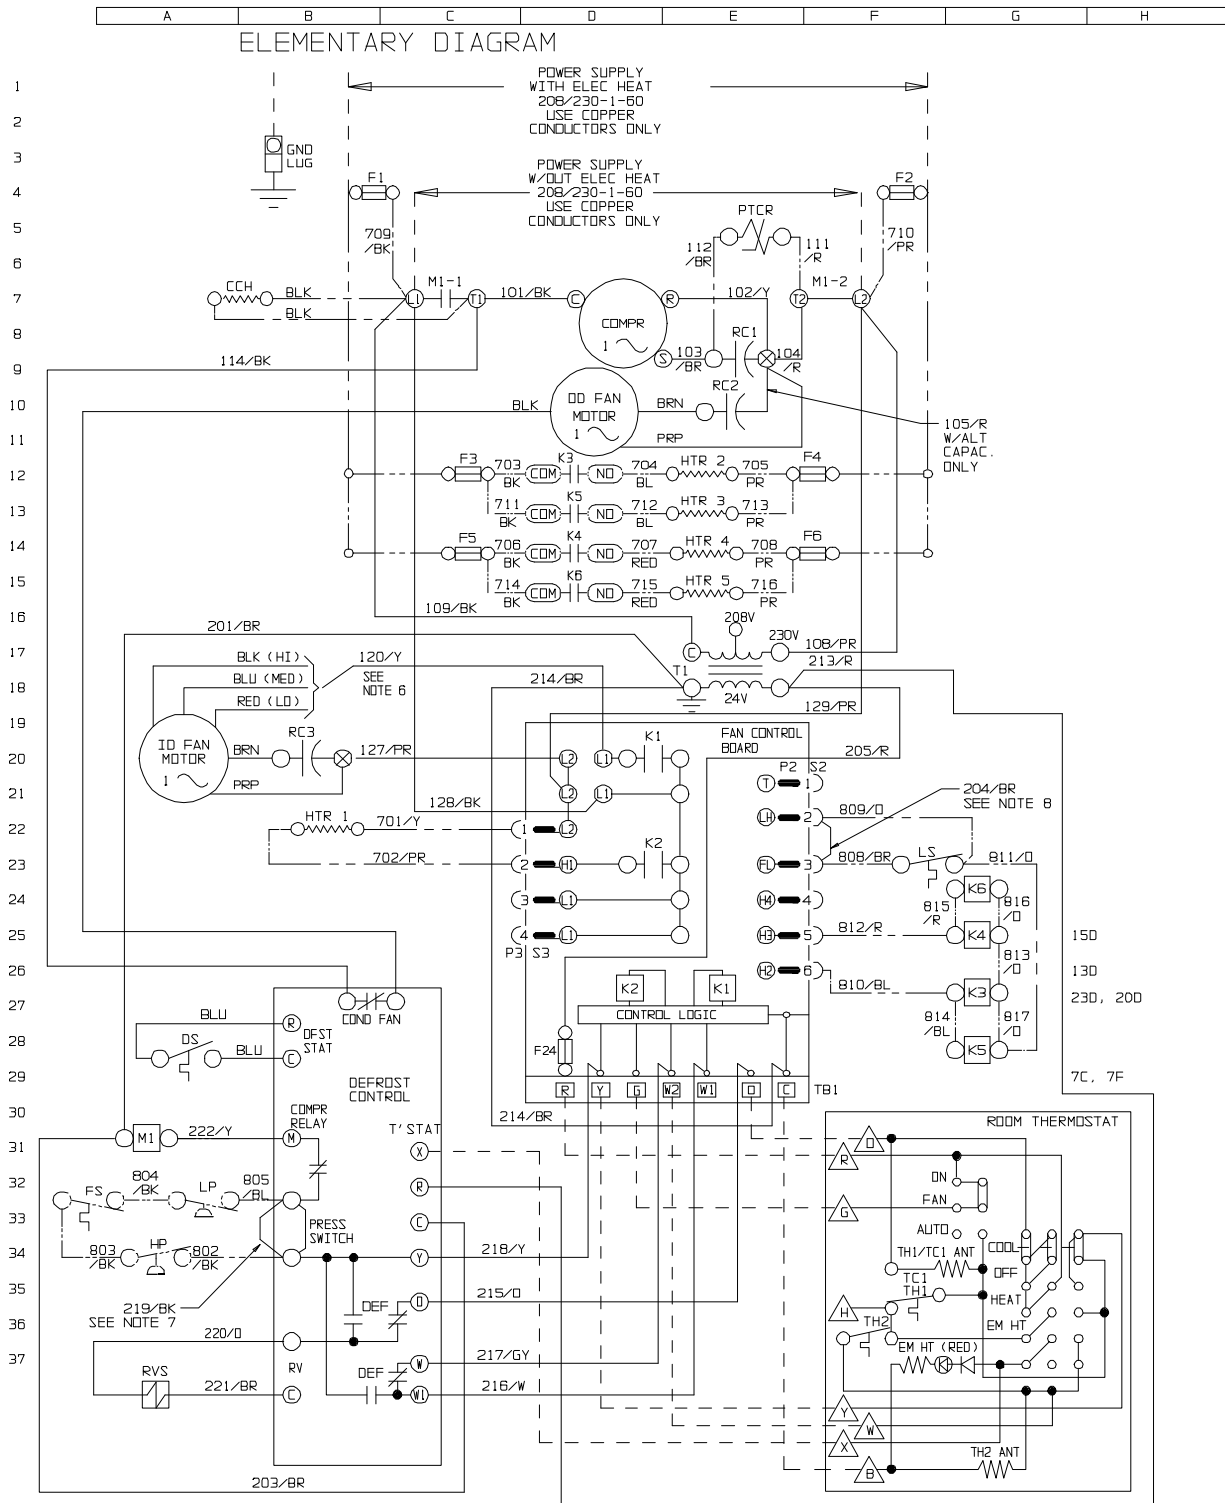 A B C D E F G H
ELEMENTARY DIAGRAM
POWER SUPPLY
1 WITH ELEC HEAT
208/230-1-60
2 USE COPPER
CONDUCTORS ONLY
3 GND
LUG
POWER SUPPLY
W/OUT ELEC HEAT
4 F1 208/230-1-60 F2
USE COPPER
CONDUCTORS ONLY
5 709
/BK
PTCR
112
/BR
111
/R
710
/PR
6
CCH BLK M1-1 M1-2
7 L1 T1 101/BK C R 102/Y T2 L2
BLK
8 COMPR
1
RC1
S 103
/BR
104
/R
9 114/BK
RC2
10 BLK OD FAN
MOTOR
1
BRN
PRP
105/R
W/ALT
CAPAC.
ONLY
11
12 F3 703
BK
COM K3 NO 704
BL
HTR 2 705
PR
F4
13 711
BK
COM K5 NO 712
BL
HTR 3 713
PR
14 F5 706
BK
COM K4 NO 707
RED
HTR 4 708
PR
F6
15 714
BK
COM K6 NO 715
RED
HTR 5 716
PR
16 109/BK
201/BR
208V
230V
17 BLK (HI) 120/Y C 108/PR
SEE
NOTE 6
T1 213/R
18 BLU (MED) 214/BR 24V
RED (LO) 129/PR
19
RC3 FAN CONTROL
BOARD
20 ID FAN
MOTOR
1
BRN 127/PR L2 L1 K1 205/R
PRP
P2 S2
21 L2 L1 T 1
128/BK
204/BR
SEE NOTE 8
22 HTR 1 701/Y 1 L2 LH 2 809/O
23 702/PR 2 H1 K2 FL 3 808/BR LS 811/O
24 3 L1 H4 4 K6
815
/R
816
/O
25 4 L1 H3 5 812/R K4 15D
P3 S3
813
/O
26 H2 6 13D
810/BL
27 COND FAN K2 K1 K3 23D, 20D
BLU R CONTROL LOGIC
814
/BL
817
/O
28 DS DFST
STAT
BLU C F24 K5
29 7C, 7F
DEFROST
CONTROL
R Y G W2 W1 O C TB1
30 COMPR
RELAY
214/BR ROOM THERMOSTAT
T'STAT
31 M1 222/Y M X O
R
32 FS 804
/BK
LP 805
/BL
R ON
FAN
G
33 C PRESS
SWITCH
AUTO
34 803
/BK
HP 802
/BK
Y 218/Y COOL
TH1/TC1 ANT
OFF
35 219/BK
SEE NOTE 7
DEF O 215/O TC1
TH1
HEAT
H
36 220/O TH2 EM HT
EM HT (RED)
37 RV DEF W 217/GY
RVS 221/BR C W1 216/W
Y
W
X
TH2 ANT
B
203/BR